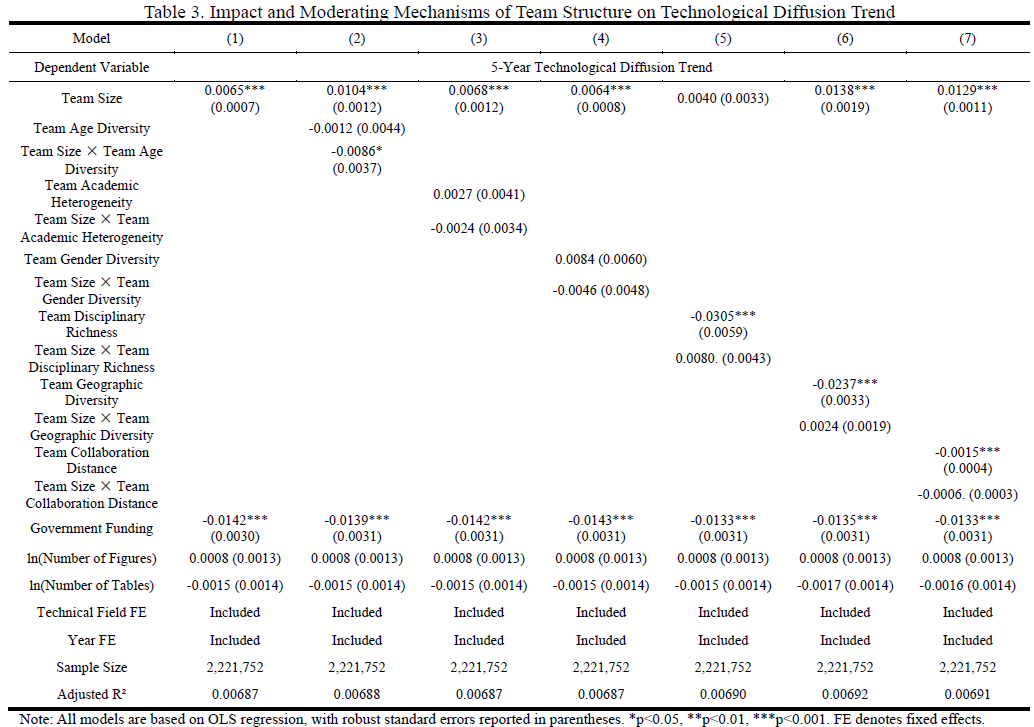 Table 3. Impact and Moderating Mechanisms of Team Structure on Technological Diffusion Trend
Model (1) (2) (3) (4) (5) (6) (7)
Dependent Variable 5-Year Technological Diffusion Trend
Team Size 0.0065*** (0.0007) 0.0104*** (0.0012) 0.0068*** (0.0012) 0.0064*** (0.0008) 0.0040 (0.0033) 0.0138*** (0.0019) 0.0129*** (0.0011)
Team Age Diversity -0.0012 (0.0044)
Team Size × Team Age Diversity -0.0086* (0.0037)
Team Academic Heterogeneity 0.0027 (0.0041)
Team Size × Team Academic Heterogeneity -0.0024 (0.0034)
Team Gender Diversity 0.0084 (0.0060)
Team Size × Team Gender Diversity -0.0046 (0.0048)
Team Disciplinary Richness -0.0305*** (0.0059)
Team Size × Team Disciplinary Richness 0.0080. (0.0043)
Team Geographic Diversity -0.0237*** (0.0033)
Team Size × Team Geographic Diversity 0.0024 (0.0019)
Team Collaboration Distance -0.0015*** (0.0004)
Team Size × Team Collaboration Distance -0.0006. (0.0003)
Government Funding -0.0142*** (0.0030) -0.0139*** (0.0031) -0.0142*** (0.0031) -0.0143*** (0.0031) -0.0133*** (0.0031) -0.0135*** (0.0031) -0.0133*** (0.0031)
ln(Number of Figures) 0.0008 (0.0013) 0.0008 (0.0013) 0.0008 (0.0013) 0.0008 (0.0013) 0.0008 (0.0013) 0.0008 (0.0013) 0.0008 (0.0013)
ln(Number of Tables) -0.0015 (0.0014) -0.0015 (0.0014) -0.0015 (0.0014) -0.0015 (0.0014) -0.0015 (0.0014) -0.0017 (0.0014) -0.0016 (0.0014)
Technical Field FE Included Included Included Included Included Included Included
Year FE Included Included Included Included Included Included Included
Sample Size 2,221,752 2,221,752 2,221,752 2,221,752 2,221,752 2,221,752 2,221,752
Adjusted R² 0.00687 0.00688 0.00687 0.00687 0.00690 0.00692 0.00691
Note: All models are based on OLS regression, with robust standard errors reported in parentheses. *p<0.05, **p<0.01, ***p<0.001. FE denotes fixed effects.